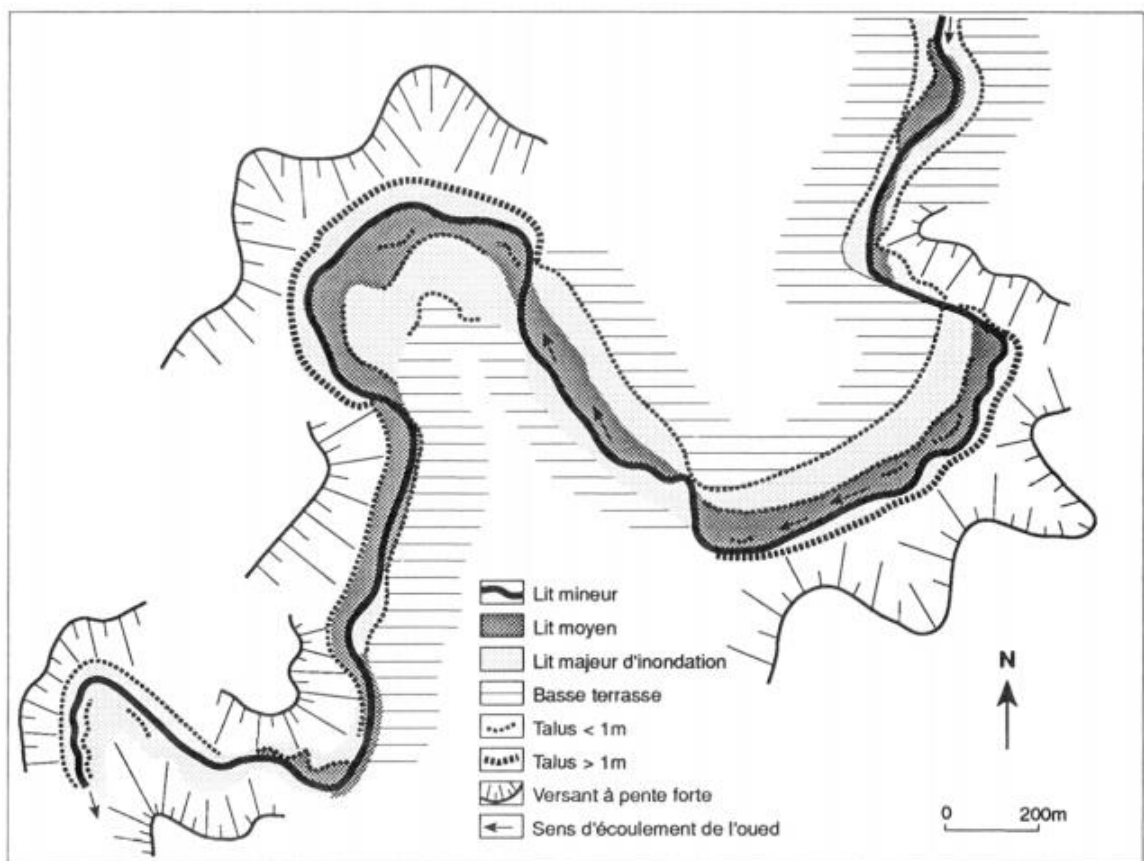 Lit mineur
Lit moyen
Lit majeur d'inondation
Basse terrasse
Talus < 1m
Talus > 1m
Versant à pente forte
Sens d'écoulement de l'oued
N
0 200m